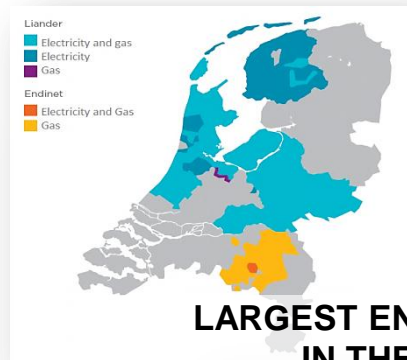 Liander
Electricity and gas
Electricity
Gas
Endinet
Electricity and Gas
Gas
LARGEST EN
IN THE